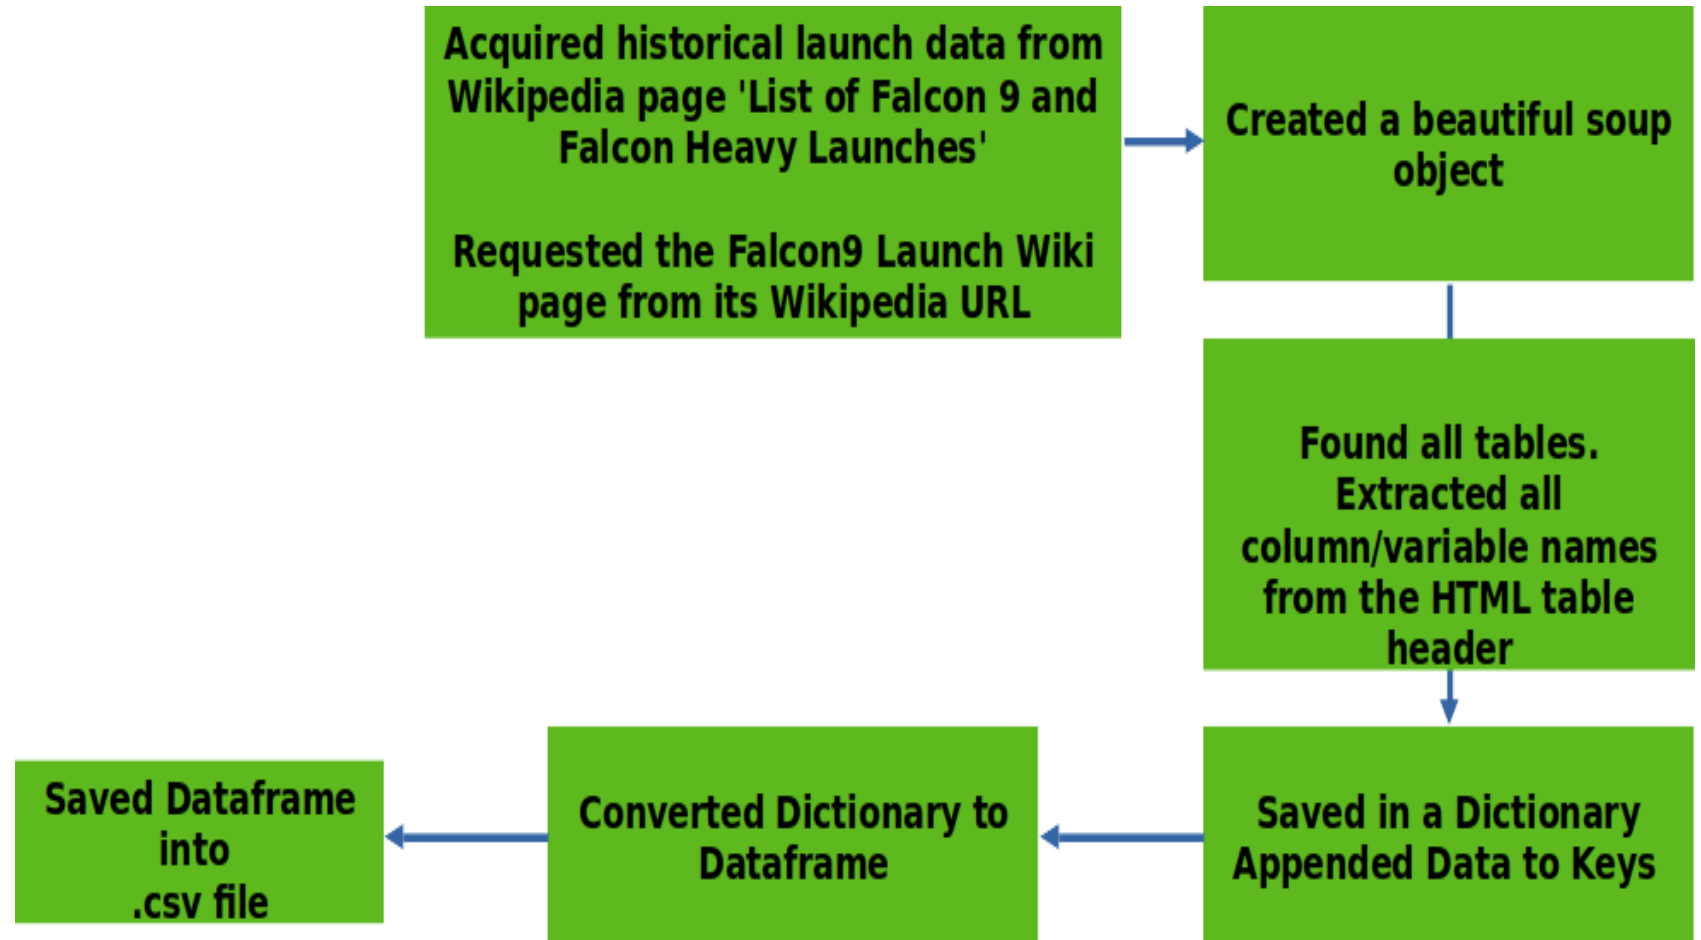 Acquired historical launch data from
Wikipedia page 'List of Falcon 9 and
Falcon Heavy Launches'
Requested the Falcon9 Launch Wiki
page from its Wikipedia URL
Created a beautiful soup
object
Found all tables.
Extracted all
column/variable names
from the HTML table
header
Saved in a Dictionary
Appended Data to Keys
Converted Dictionary to
Dataframe
Saved Dataframe
into
.csv file